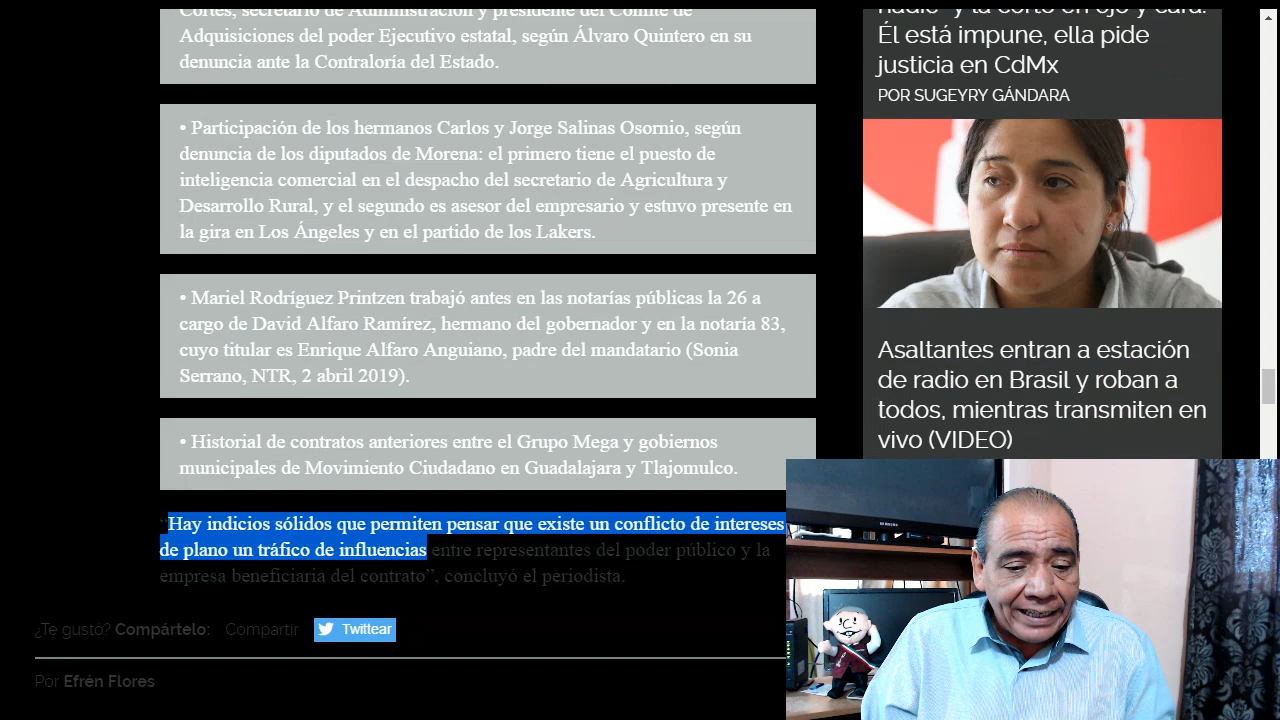 Cortés, secretario de Administración y presidente del Comité de
Adquisiciones del poder Ejecutivo estatal, según Álvaro Quintero en su
denuncia ante la Contraloría del Estado.
• Participación de los hermanos Carlos y Jorge Salinas Osornio, según
denuncia de los diputados de Morena: el primero tiene el puesto de
inteligencia comercial en el despacho del secretario de Agricultura y
Desarrollo Rural, y el segundo es asesor del empresario y estuvo presente en
la gira en Los Ángeles y en el partido de los Lakers.
• Mariel Rodríguez Printzen trabajó antes en las notarías públicas la 26 a
cargo de David Alfaro Ramírez, hermano del gobernador y en la notaría 83,
cuyo titular es Enrique Alfaro Anguiano, padre del mandatario (Sonia
Serrano, NTR, 2 abril 2019).
• Historial de contratos anteriores entre el Grupo Mega y gobiernos
municipales de Movimiento Ciudadano en Guadalajara y Tlajomulco.
“Hay indicios sólidos que permiten pensar que existe un conflicto de intereses
de plano un tráfico de influencias entre representantes del poder público y la
empresa beneficiaria del contrato”, concluyó el periodista.
¿Te gustó? Compártelo: Compartir Twittear
Por Efrén Flores
nadie” y la cortó en ojo y cara.
Él está impune, ella pide
justicia en CdMx
POR SUGEYRY GÁNDARA
Asaltantes entran a estación
de radio en Brasil y roban a
todos, mientras transmiten en
vivo (VIDEO)
SAMSUNG